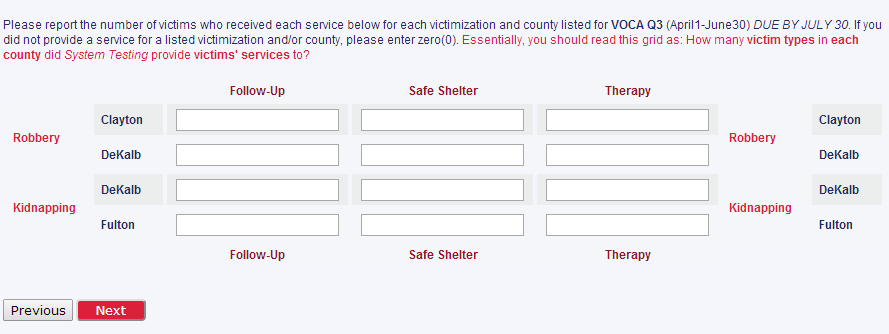 Please report the number of victims who received each service below for each victimization and county listed for VOCA Q3 (April1-June30) DUE BY JULY 30. If you
did not provide a service for a listed victimization and/or county, please enter zero(0). Essentially, you should read this grid as: How many victim types in each
county did System Testing provide victims' services to?
Follow-Up Safe Shelter Therapy
Clayton Clayton
Robbery Robbery
DeKalb DeKalb
DeKalb DeKalb
Kidnapping Kidnapping
Fulton Fulton
Follow-Up Safe Shelter Therapy
Previous Next